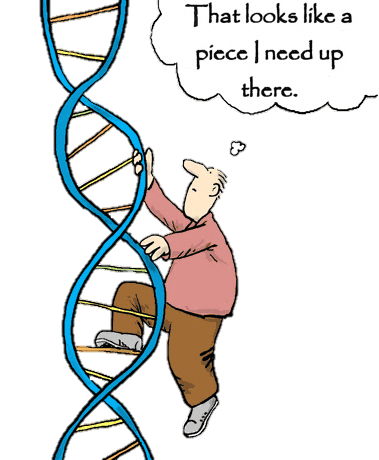 That looks like a
piece I need up
there.